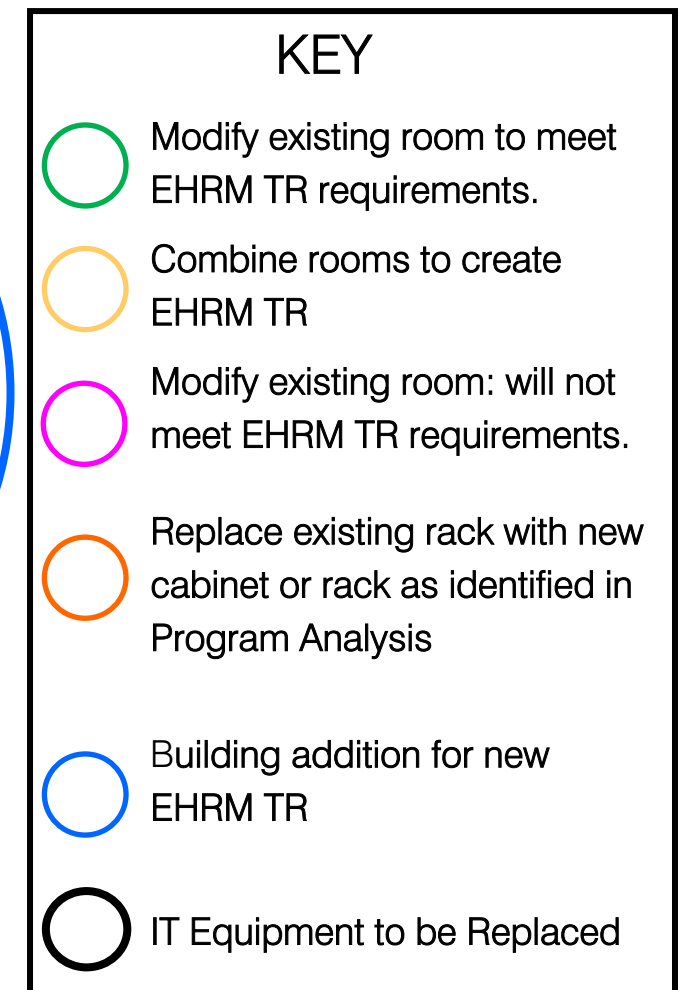 KEY
Modify existing room to meet
EHRM TR requirements.
Combine rooms to create
EHRM TR
Modify existing room: will not
meet EHRM TR requirements.
Replace existing rack with new
cabinet or rack as identified in
Program Analysis
Building addition for new
EHRM TR
IT Equipment to be Replaced